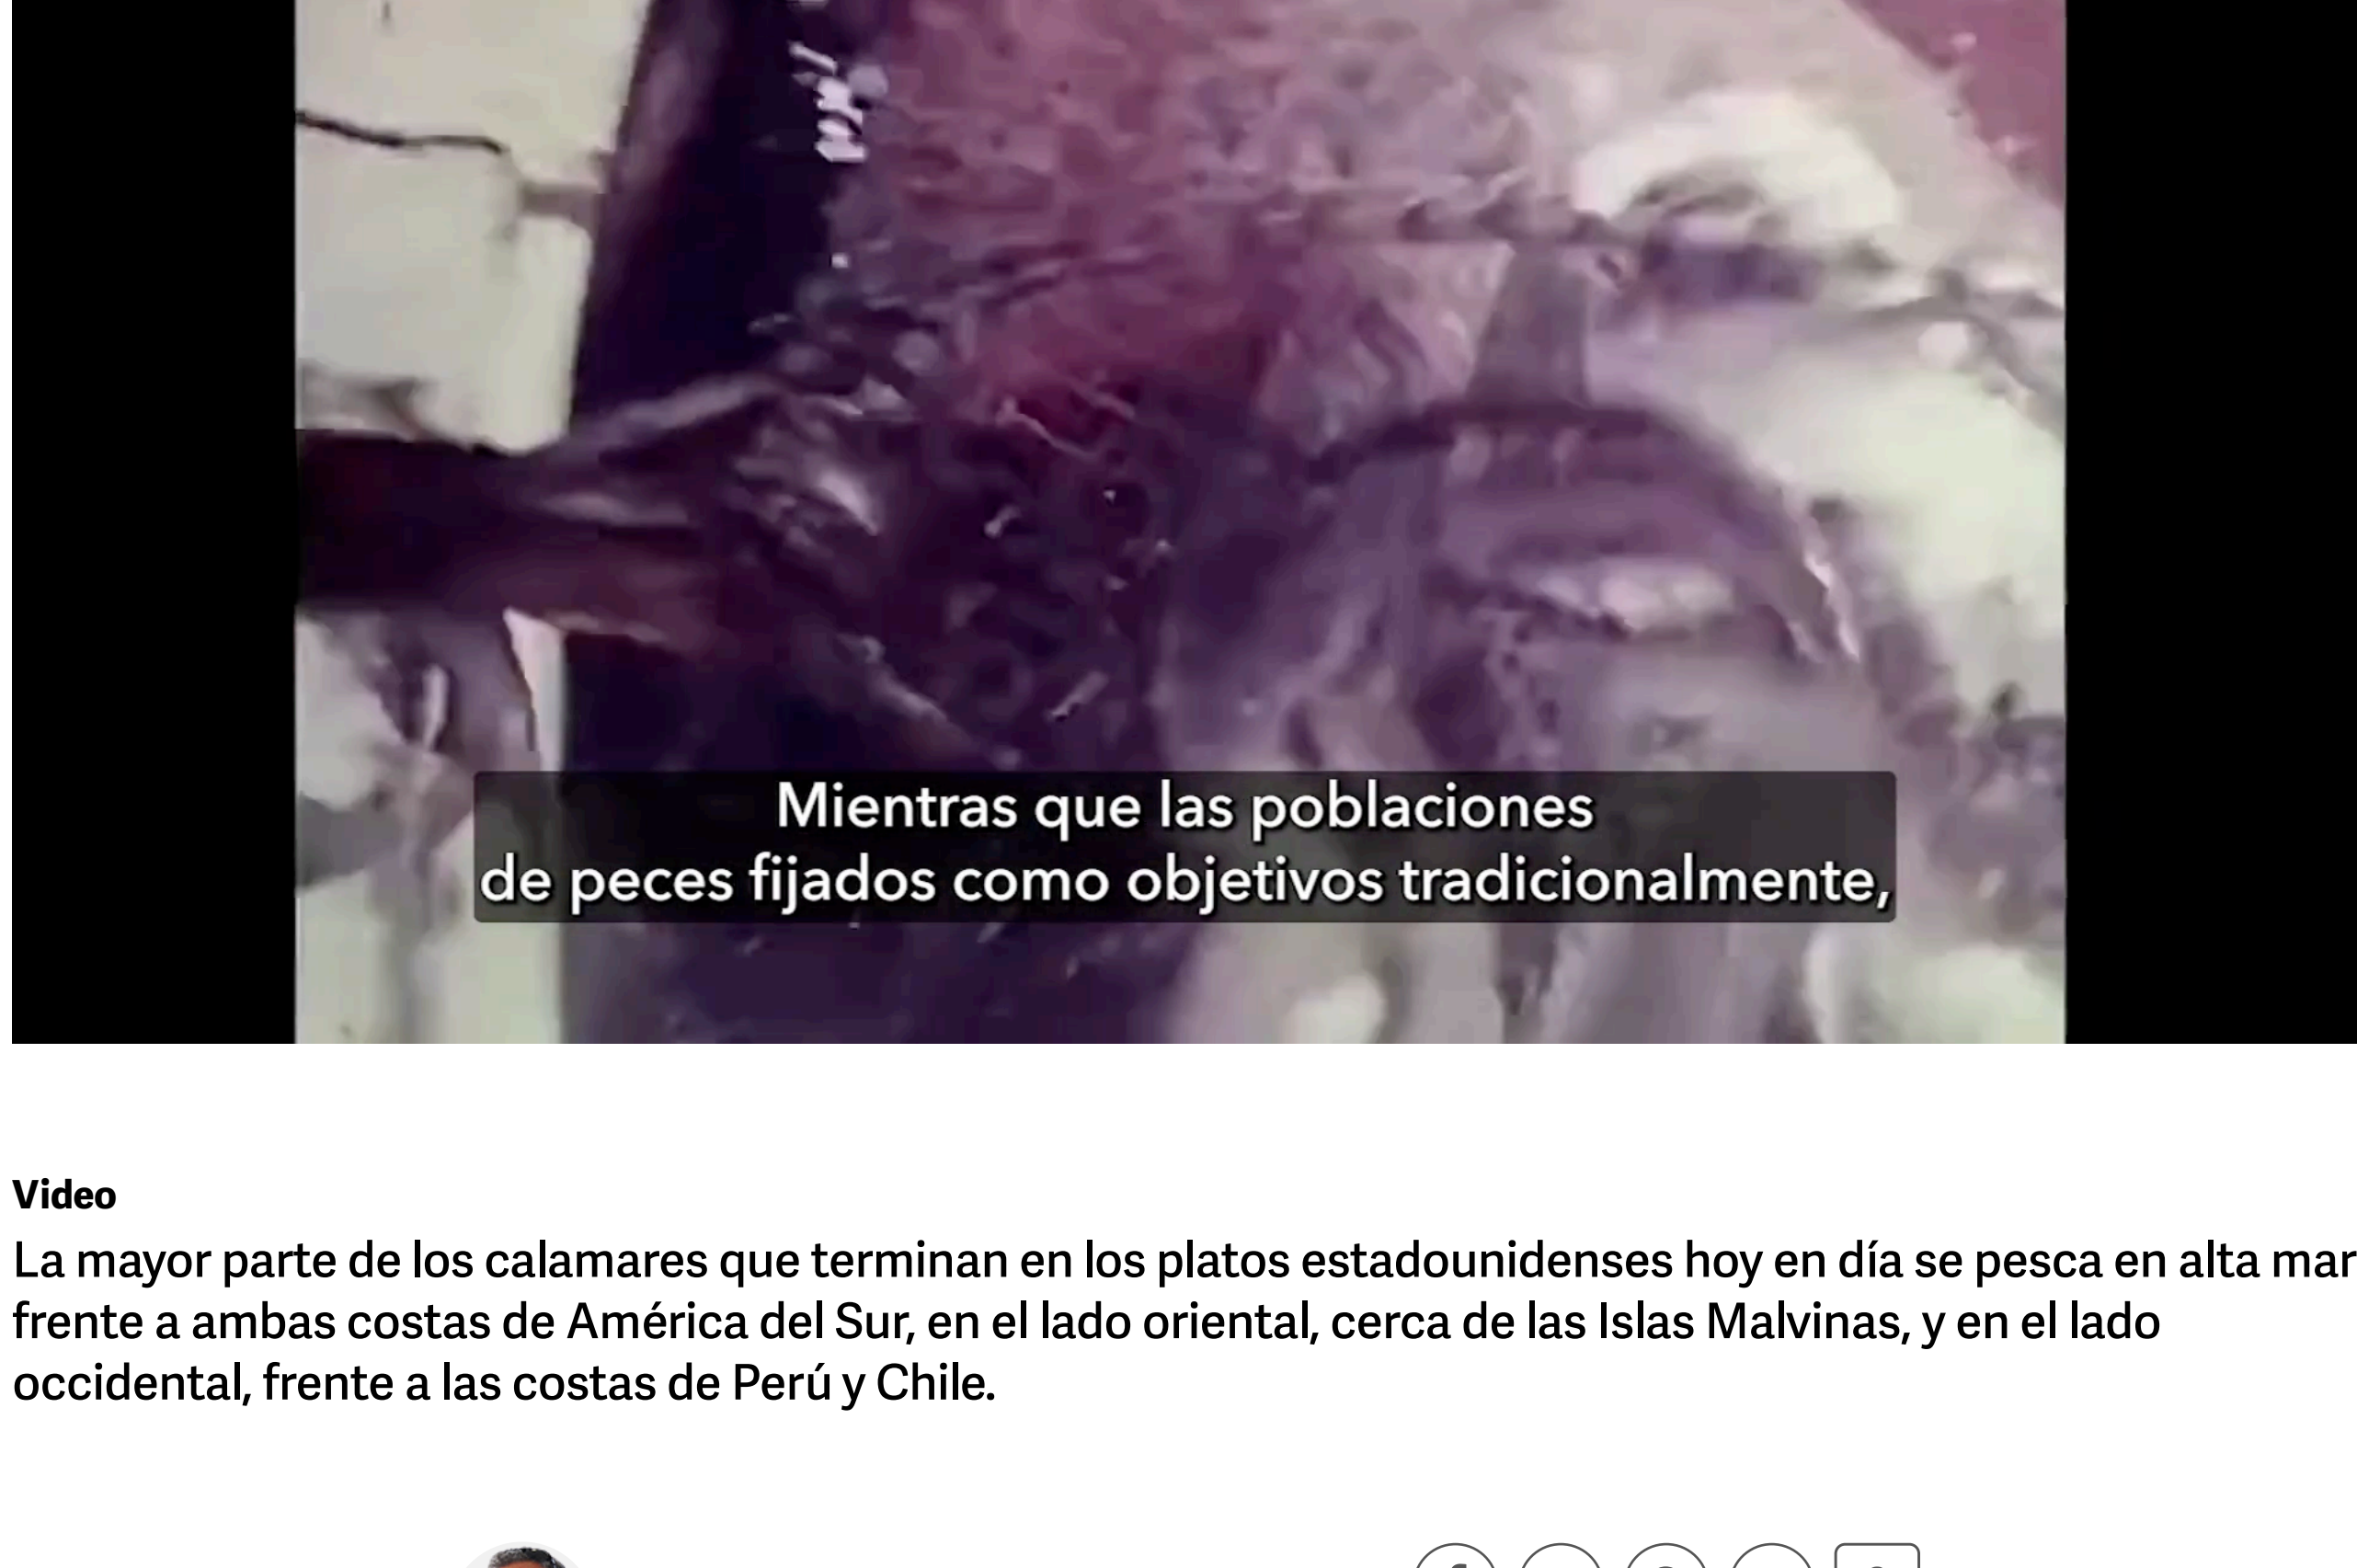 Mientras que las poblaciones
de peces fijados como objetivos tradicionalmente,
Video
La mayor parte de los calamares que terminan en los platos estadounidenses hoy en día se pesca en alta mar
frente a ambas costas de América del Sur, en el lado oriental, cerca de las Islas Malvinas, y en el lado
occidental, frente a las costas de Perú y Chile.